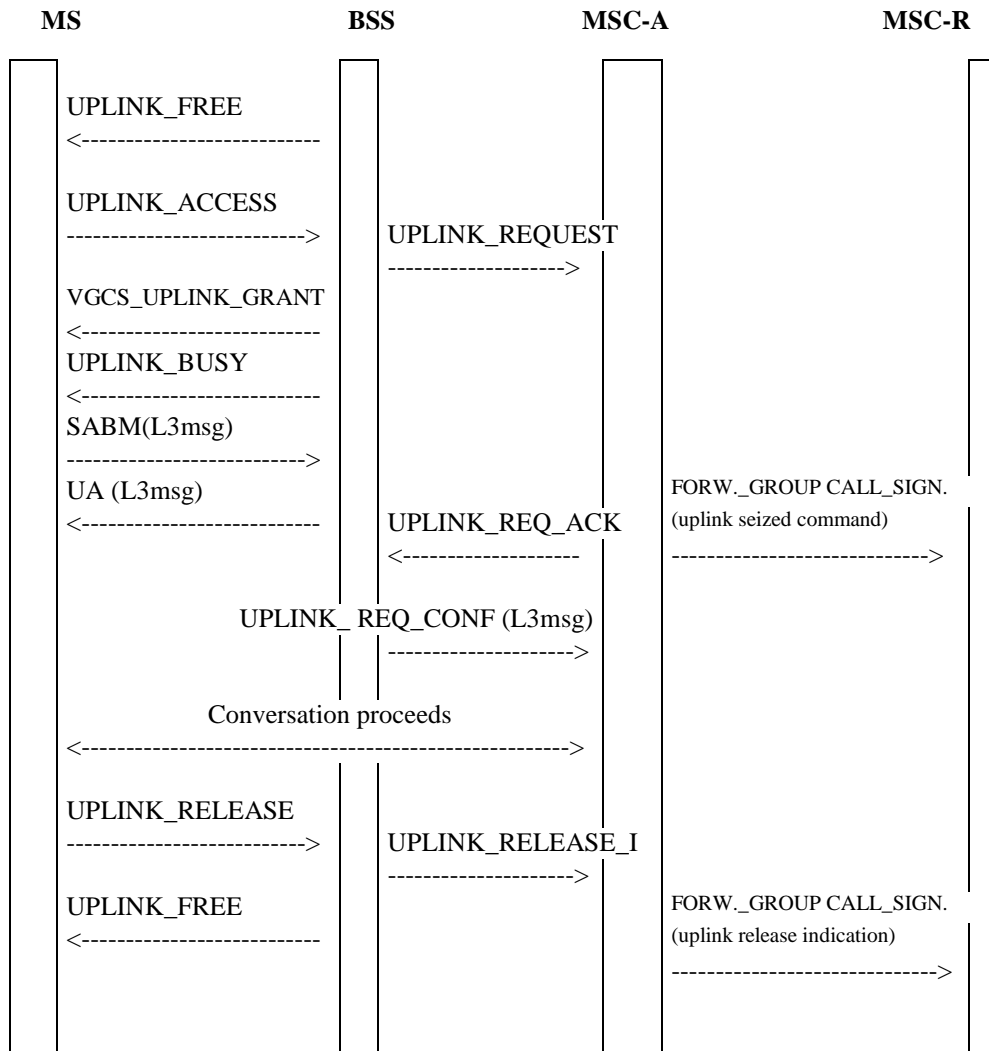 MS BSS MSC-A MSC-R
UPLINK_FREE
<---------------------------
UPLINK_ACCESS
---------------------------> UPLINK_REQUEST
-------------------->
VGCS_UPLINK_GRANT
<---------------------------
UPLINK_BUSY
<---------------------------
SABM(L3msg)
--------------------------->
UA (L3msg) FORW._GROUP CALL_SIGN.
<--------------------------- UPLINK_REQ_ACK (uplink seized command)
<-------------------- ----------------------------->
UPLINK_ REQ_CONF (L3msg)
--------------------->
Conversation proceeds
<------------------------------------------------------->
UPLINK_RELEASE
---------------------------> UPLINK_RELEASE_I
--------------------->
UPLINK_FREE FORW._GROUP CALL_SIGN.
<--------------------------- (uplink release indication)
------------------------------>